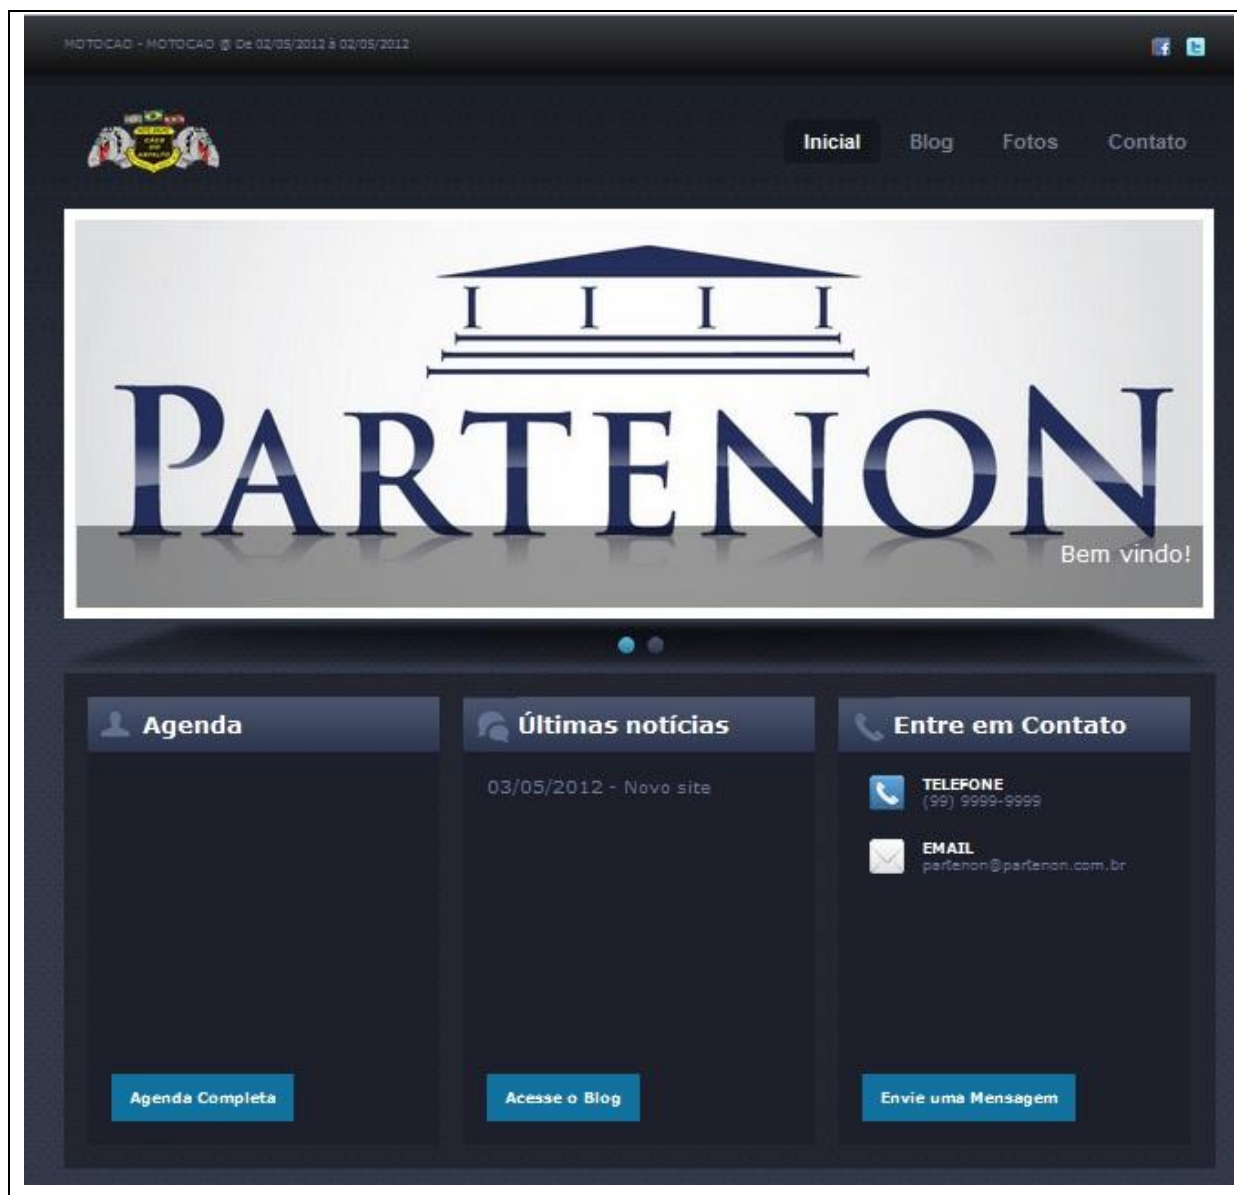 MOTOCAO - MOTOCAO @ De 02/05/2012 à 02/05/2012
Inicial Blog Fotos Contato
PARTENON
Bem vindo!
Agenda
Últimas notícias
Entre em Contato
03/05/2012 - Novo site
TELEFONE
(99) 9999-9999
EMAIL
partenon@partenon.com.br
Agenda Completa
Acesse o Blog
Envie uma Mensagem